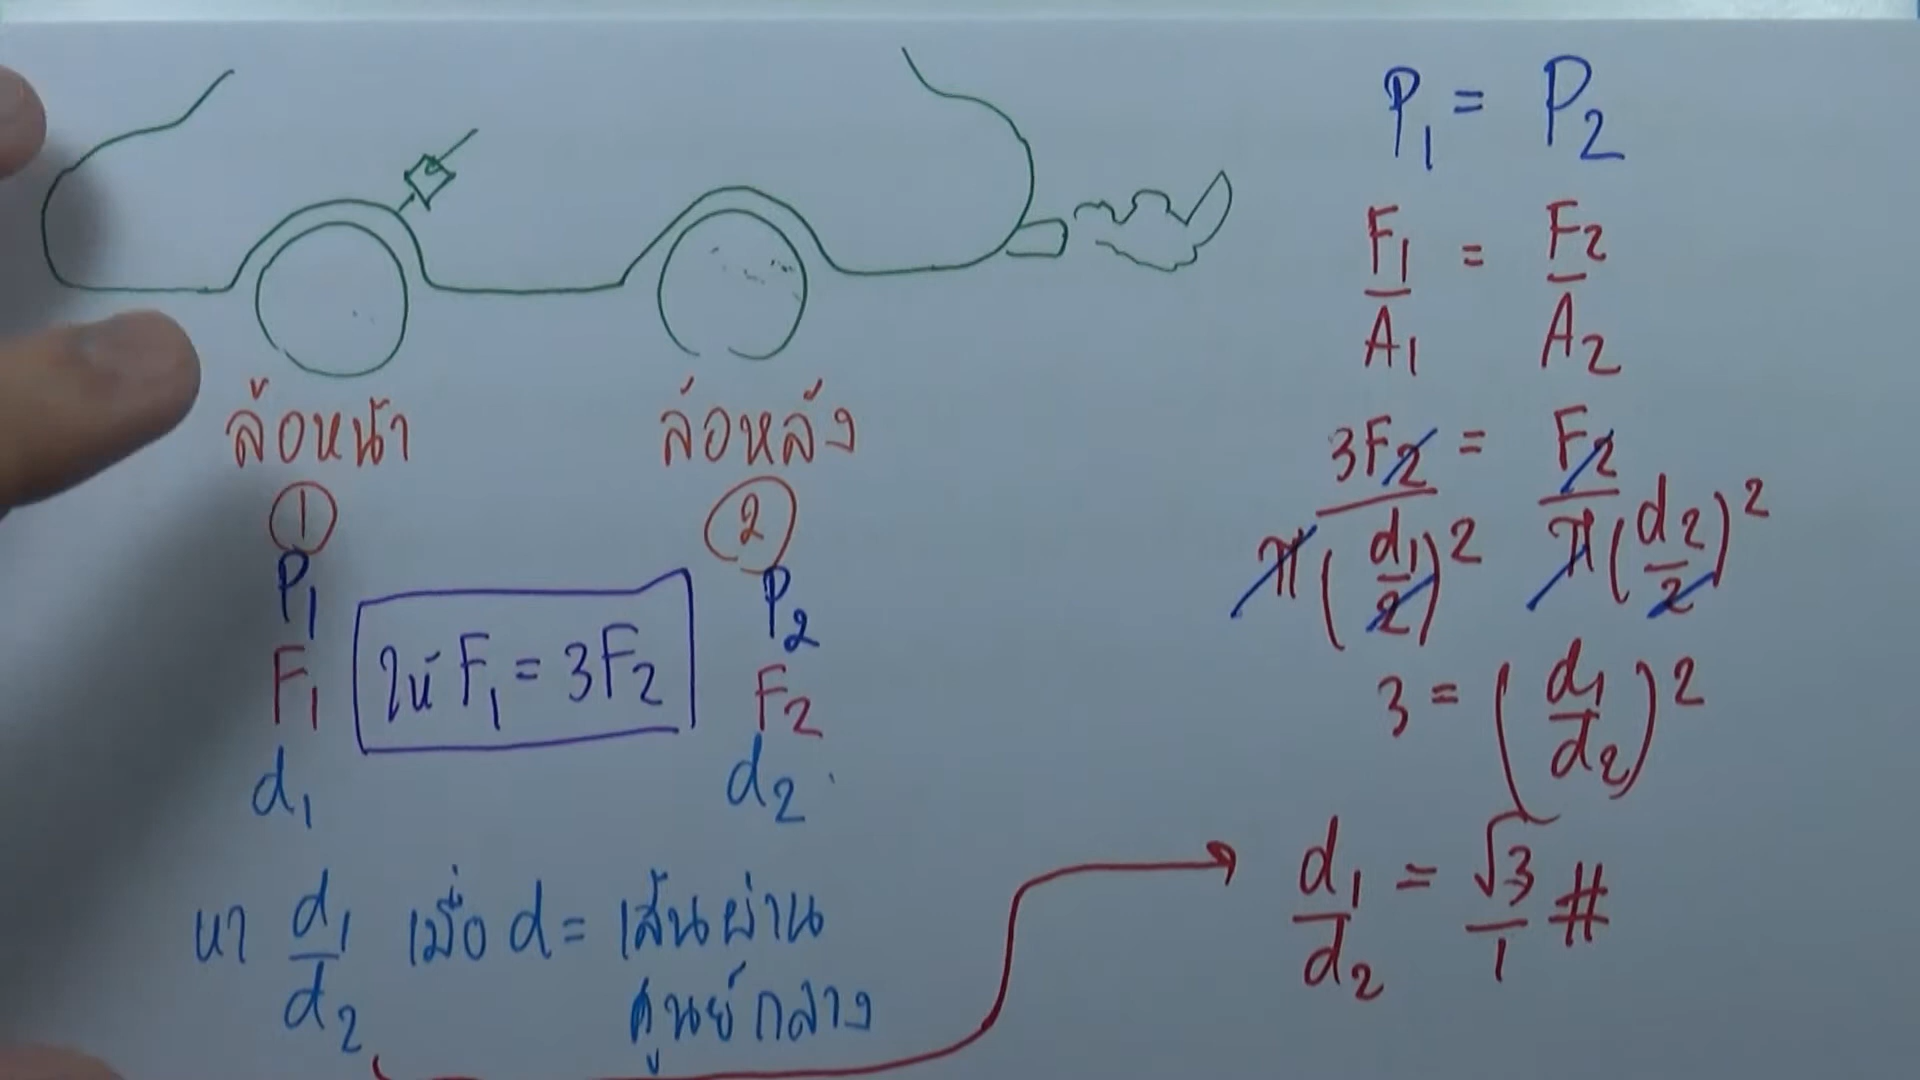 ล้อหน้า
ล้อหลัง
1
2
P₁
P₂
F₁
ให้ F₁ = 3F₂
F₂
d₁
d₂
หา d₁/d₂ เมื่อ d = เส้นผ่าน
ศูนย์กลาง
P₁ = P₂
F₁/A₁ = F₂/A₂
3F₂/π(d₁/2)² = F₂/π(d₂/2)²
3 = (d₁/d₂)²
d₁/d₂ = √3/1 #